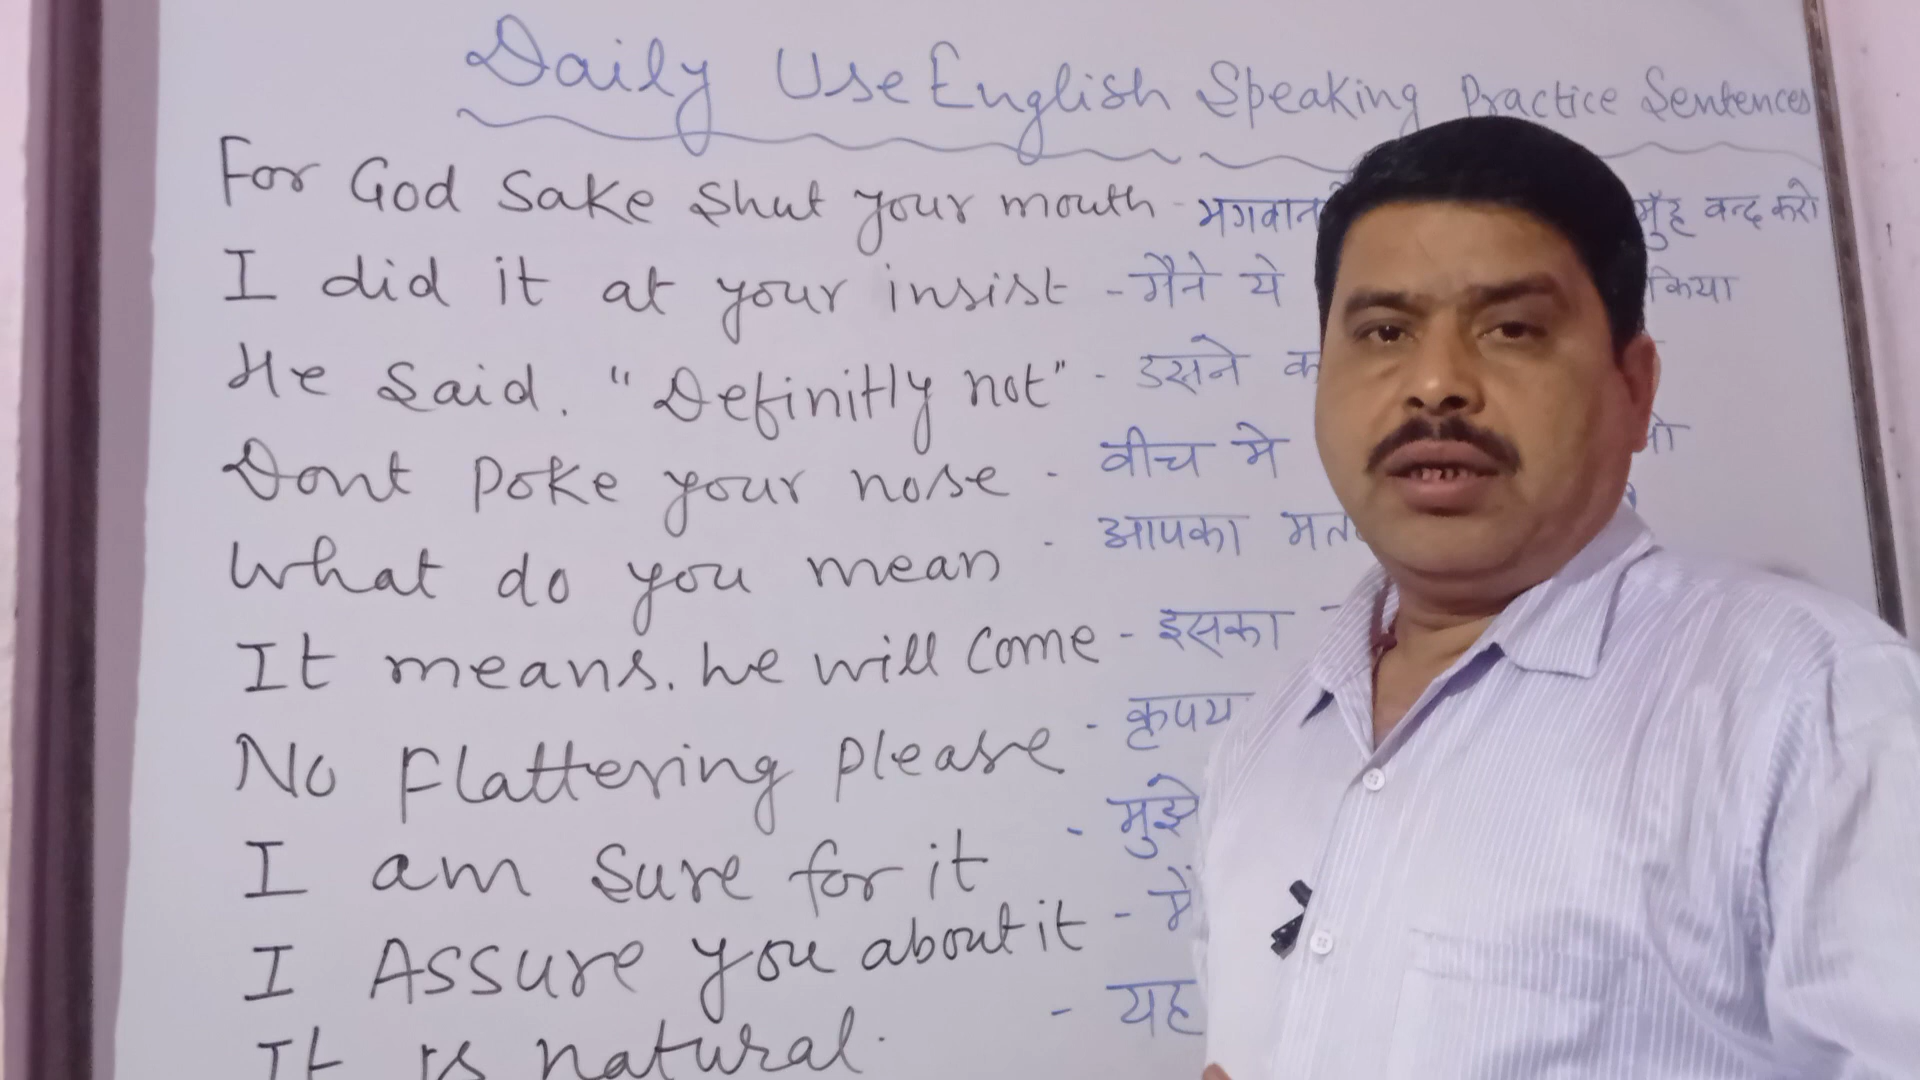 Daily Use English Speaking Practice Sentences
For God Sake Shut your mouth - भगवान मुँह बन्द करो
I did it at your insist - मैने ये किया
He Said. "Definitly not" - उसने
Dont Poke your nose - बीच मे
What do you mean - आपका
It means. he will come - इसका
No Flattering please -
I am Sure for it - मुझे
I Assure you about it - मैं
It is natural. - यह